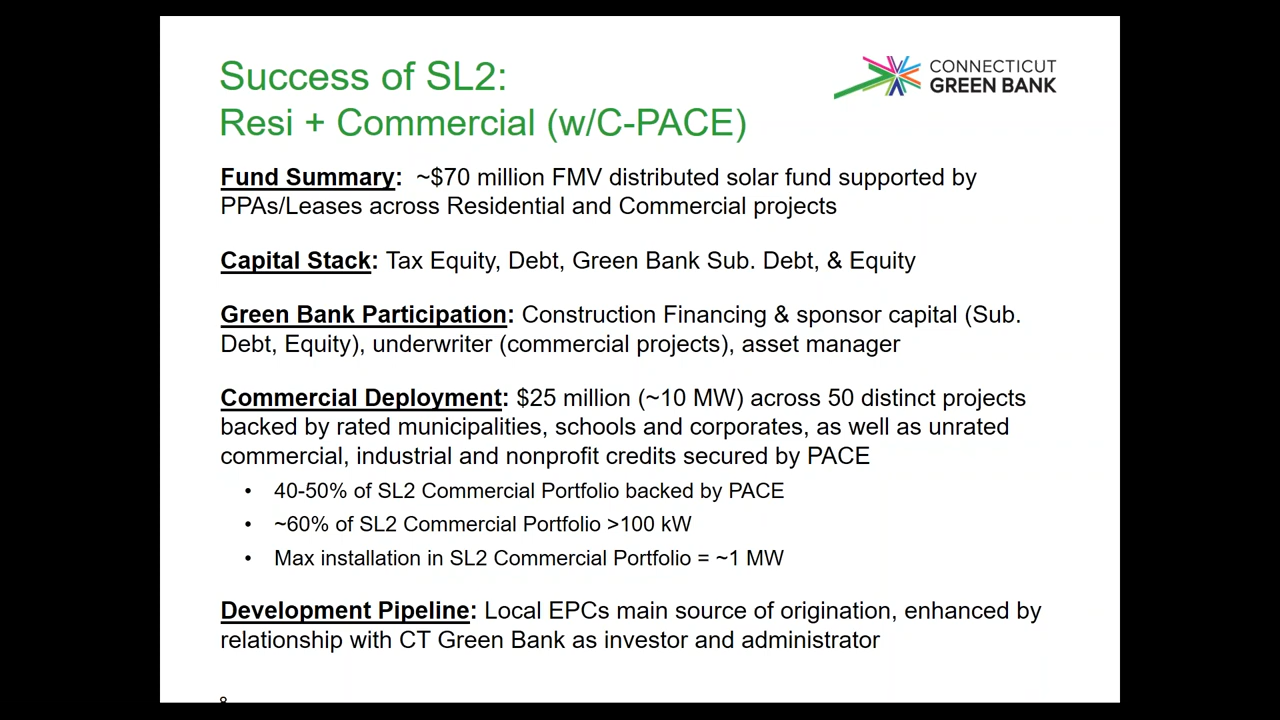 Success of SL2:
Resi + Commercial (w/C-PACE)
CONNECTICUT
GREEN BANK
Fund Summary: ~$70 million FMV distributed solar fund supported by
PPAs/Leases across Residential and Commercial projects
Capital Stack: Tax Equity, Debt, Green Bank Sub. Debt, & Equity
Green Bank Participation: Construction Financing & sponsor capital (Sub.
Debt, Equity), underwriter (commercial projects), asset manager
Commercial Deployment: $25 million (~10 MW) across 50 distinct projects
backed by rated municipalities, schools and corporates, as well as unrated
commercial, industrial and nonprofit credits secured by PACE
• 40-50% of SL2 Commercial Portfolio backed by PACE
• ~60% of SL2 Commercial Portfolio >100 kW
• Max installation in SL2 Commercial Portfolio = ~1 MW
Development Pipeline: Local EPCs main source of origination, enhanced by
relationship with CT Green Bank as investor and administrator